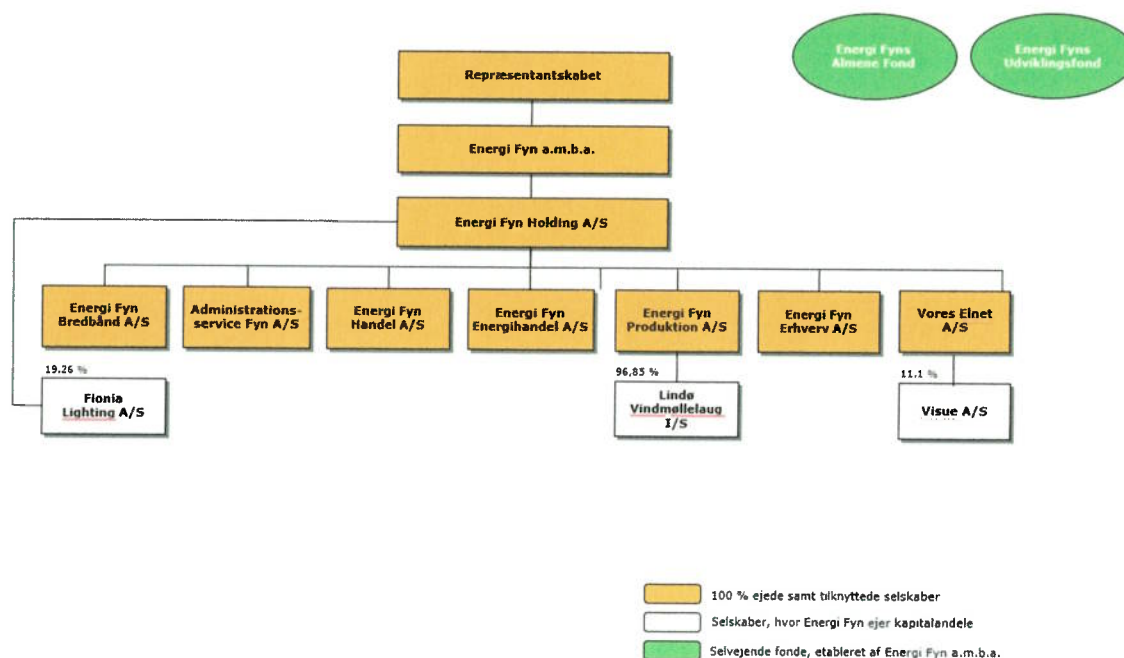 Energi Fyns
Almene Fond
Energi Fyns
Udviklingsfond
Repræsentantskabet
Energi Fyn a.m.b.a.
Energi Fyn Holding A/S
Energi Fyn
Bredbånd A/S
Administrations-
service Fyn A/S
Energi Fyn
Handel A/S
Energi Fyn
Energihandel A/S
Energi Fyn
Produktion A/S
Energi Fyn
Erhverv A/S
Vores Elnet
A/S
19.26 %
Fionia
Lighting A/S
96,83 %
Lindø
Vindmøllelaug
I/S
11.1 %
Visue A/S
100 % ejede samt tilknyttede selskaber
Selskaber, hvor Energi Fyn ejer kapitalandele
Selvejende fonde, etableret af Energi Fyn a.m.b.a.